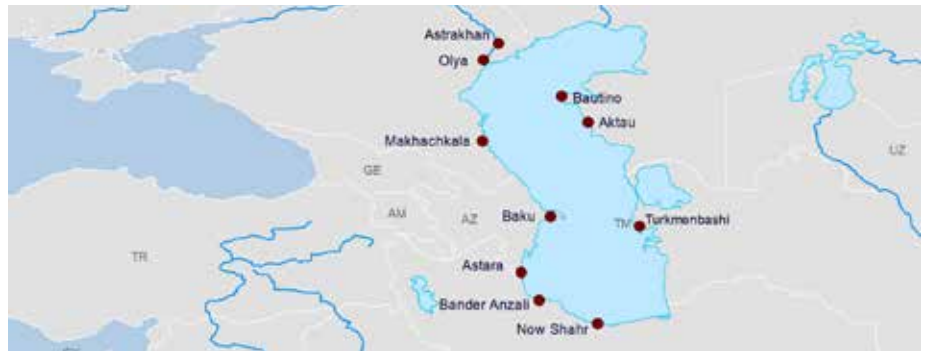 Astrakhan
Olya
Bautino
Aktau
Makhachkala
UZ
GE
AM
AZ
Baku
TM
Turkmenbashi
TR
Astara
Bander Anzali
Now Shahr